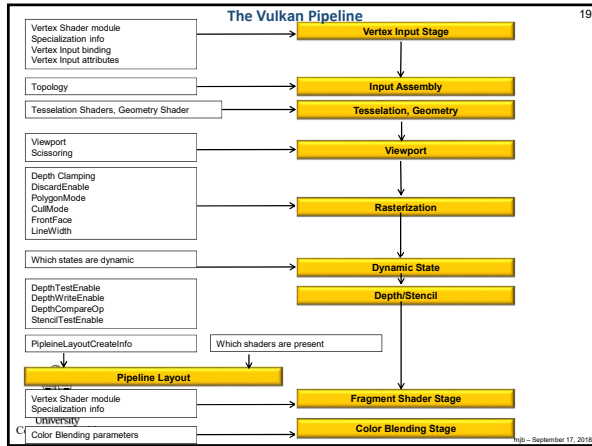 The Vulkan Pipeline
19
Vertex Shader module
Specialization info
Vertex Input binding
Vertex Input attributes
Vertex Input Stage
Topology
Input Assembly
Tesselation Shaders, Geometry Shader
Tesselation, Geometry
Viewport
Scissoring
Viewport
Depth Clamping
DiscardEnable
PolygonMode
CullMode
FrontFace
LineWidth
Rasterization
Which states are dynamic
Dynamic State
DepthTestEnable
DepthWriteEnable
DepthCompareOp
StencilTestEnable
Depth/Stencil
PipleineLayoutCreateInfo
Which shaders are present
Pipeline Layout
Vertex Shader module
Specialization info
Fragment Shader Stage
University
Color Blending parameters
Color Blending Stage
mjb – September 17, 2018